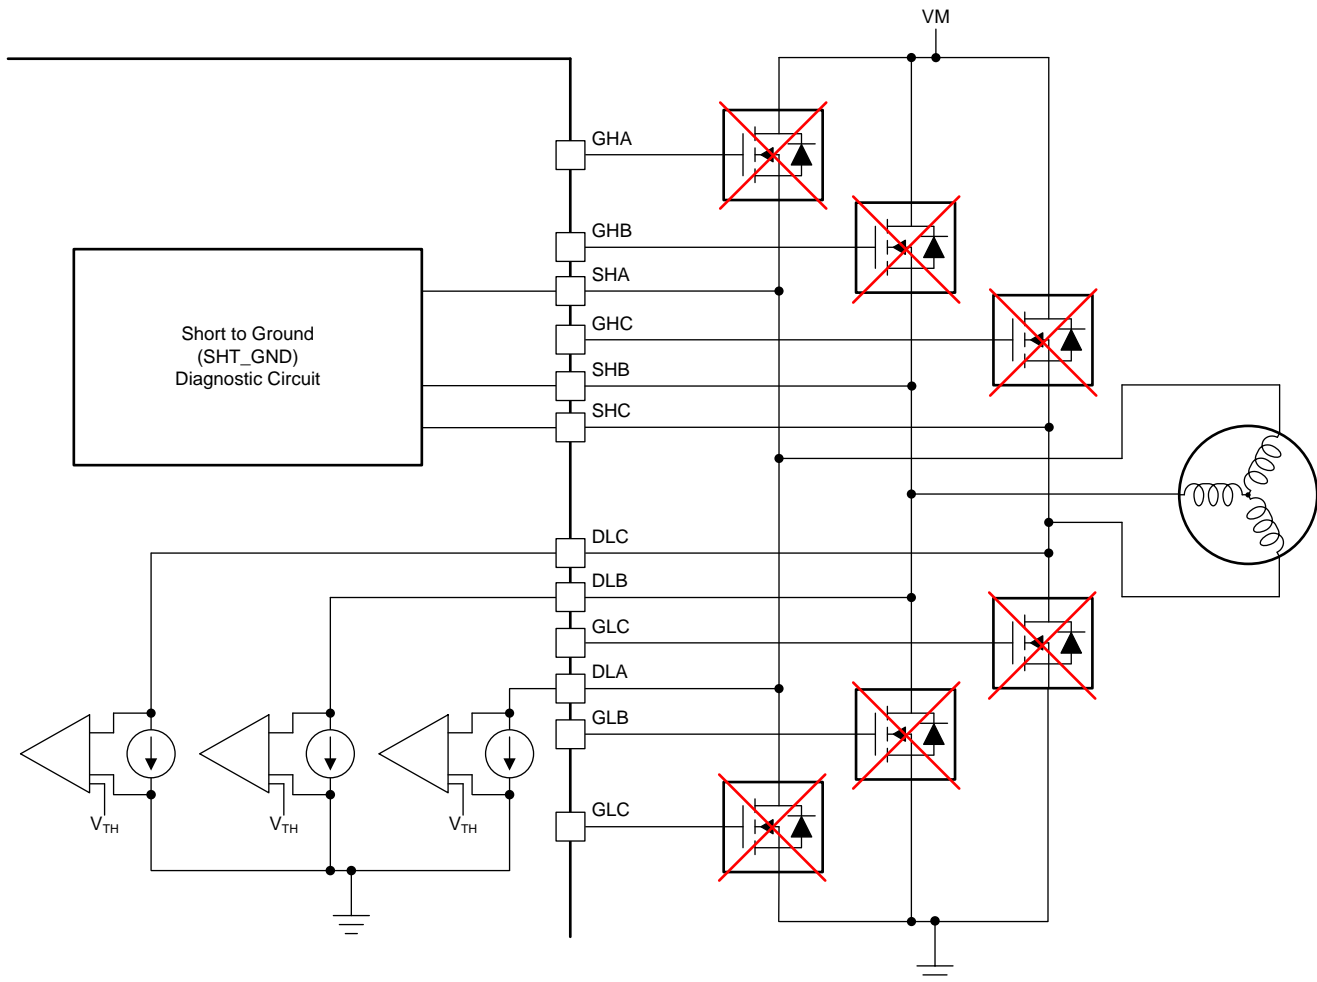 VM
GHA
GHB
SHA
GHC
SHB
SHC
Short to Ground
(SHT_GND)
Diagnostic Circuit
DLC
DLB
GLC
DLA
GLB
GLC
VTH
VTH
VTH